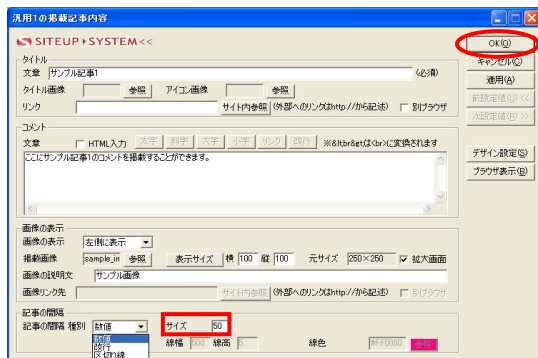 汎用1の掲載記事内容
SITEUP+SYSTEM<<
OK(O)
キャンセル(C)
適用(A)
前設定値(U) <<
次設定値(R) >>
デザイン設定(S)
ブラウザ表示(B)
タイトル
文章 サンプル記事1 (必須)
タイトル画像 参照 アイコン画像 参照
リンク サイト内参照 (外部へのリンクはhttp://から記述) 別ブラウザ
コメント
文章 HTML入力 太字 斜字 大字 小字 リンク 改行 ※&ltbr&gtは<br>に変換されます
ここにサンプル記事1のコメントを掲載することができます。
画像の表示
画像の表示 左側に表示
掲載画像 sample_in 参照 表示サイズ 横 100 縦 100 元サイズ 250×250 拡大画面
画像の説明文 サンプル画像
画像リンク先 サイト内参照 (外部へのリンクはhttp://から記述) 別ブラウザ
記事の間隔
記事の間隔 種別 数値 サイズ 50
数値
改行
区切り線
線幅 500 線高 5 線色 #FF0080 参照